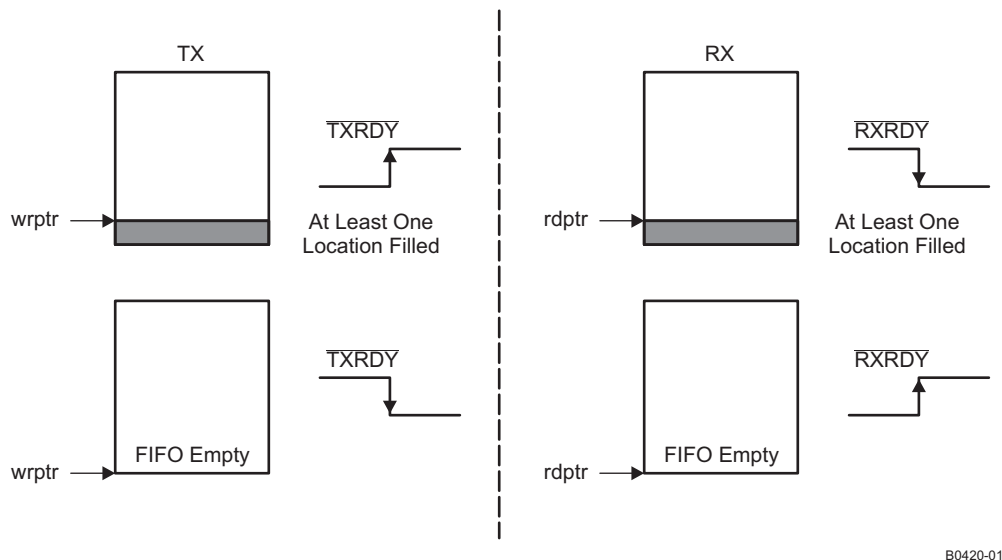 TX
TXRDY
wrptr
At Least One
Location Filled
TXRDY
wrptr
FIFO Empty
RX
RXRDY
rdptr
At Least One
Location Filled
RXRDY
rdptr
FIFO Empty
B0420-01